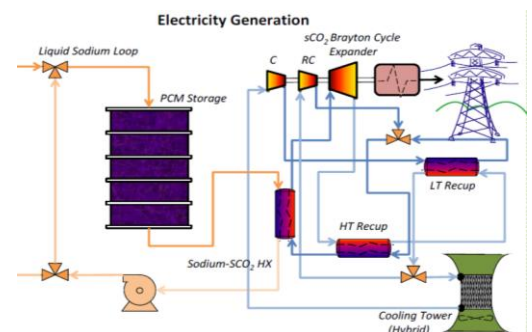 Electricity Generation
Liquid Sodium Loop
sCO2 Brayton Cycle
Expander
C
RC
PCM Storage
LT Recup
HT Recup
Sodium-SCO2 HX
Cooling Tower
(Hybrid)